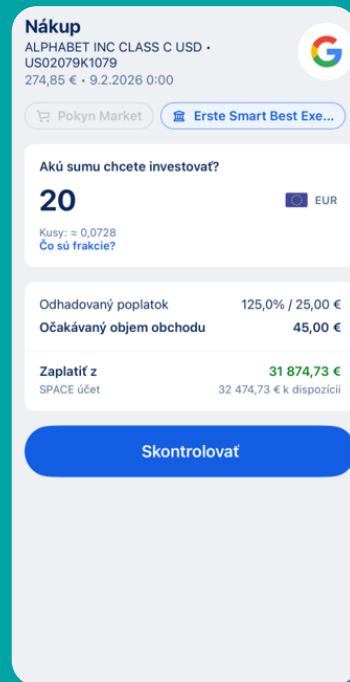 Nákup
ALPHABET INC CLASS C USD •
US02079K1079
274,85 € • 9.2.2026 0:00
Pokyn Market
Erste Smart Best Exe...
Akú sumu chcete investovať?
20
EUR
Kusy: ≈ 0,0728
Čo sú frakcie?
Odhadovaný poplatok 125,0% / 25,00 €
Očakávaný objem obchodu 45,00 €
Zaplatiť z 31 874,73 €
SPACE účet 32 474,73 € k dispozícii
Skontrolovať